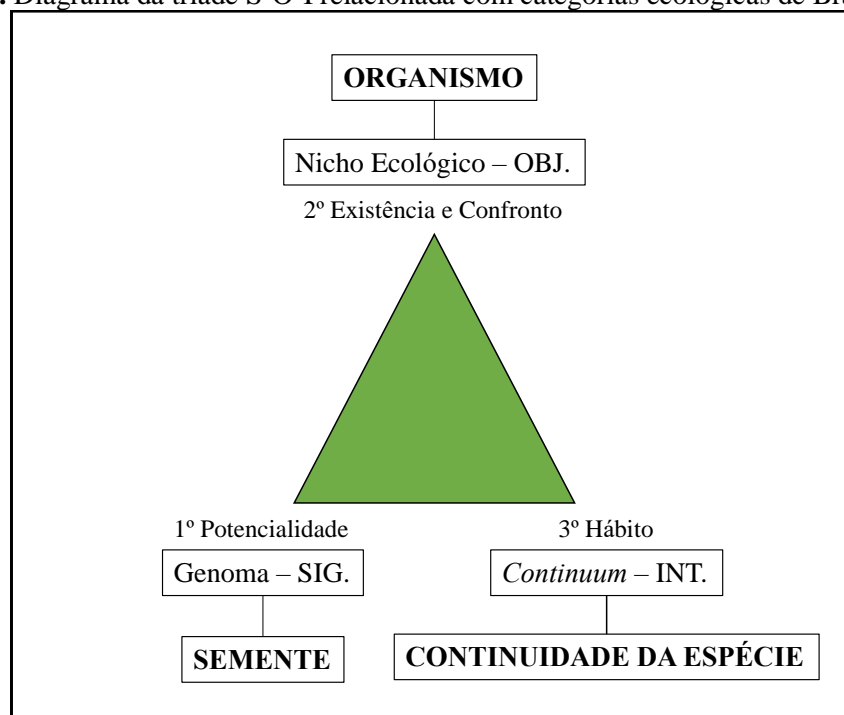 Diagrama da tríade S-O-I relacionada com categorias ecológicas de
ORGANISMO
Nicho Ecológico – OBJ.
2º Existência e Confronto
1º Potencialidade
3º Hábito
Genoma – SIG.
Continuum – INT.
SEMENTE
CONTINUIDADE DA ESPÉCIE